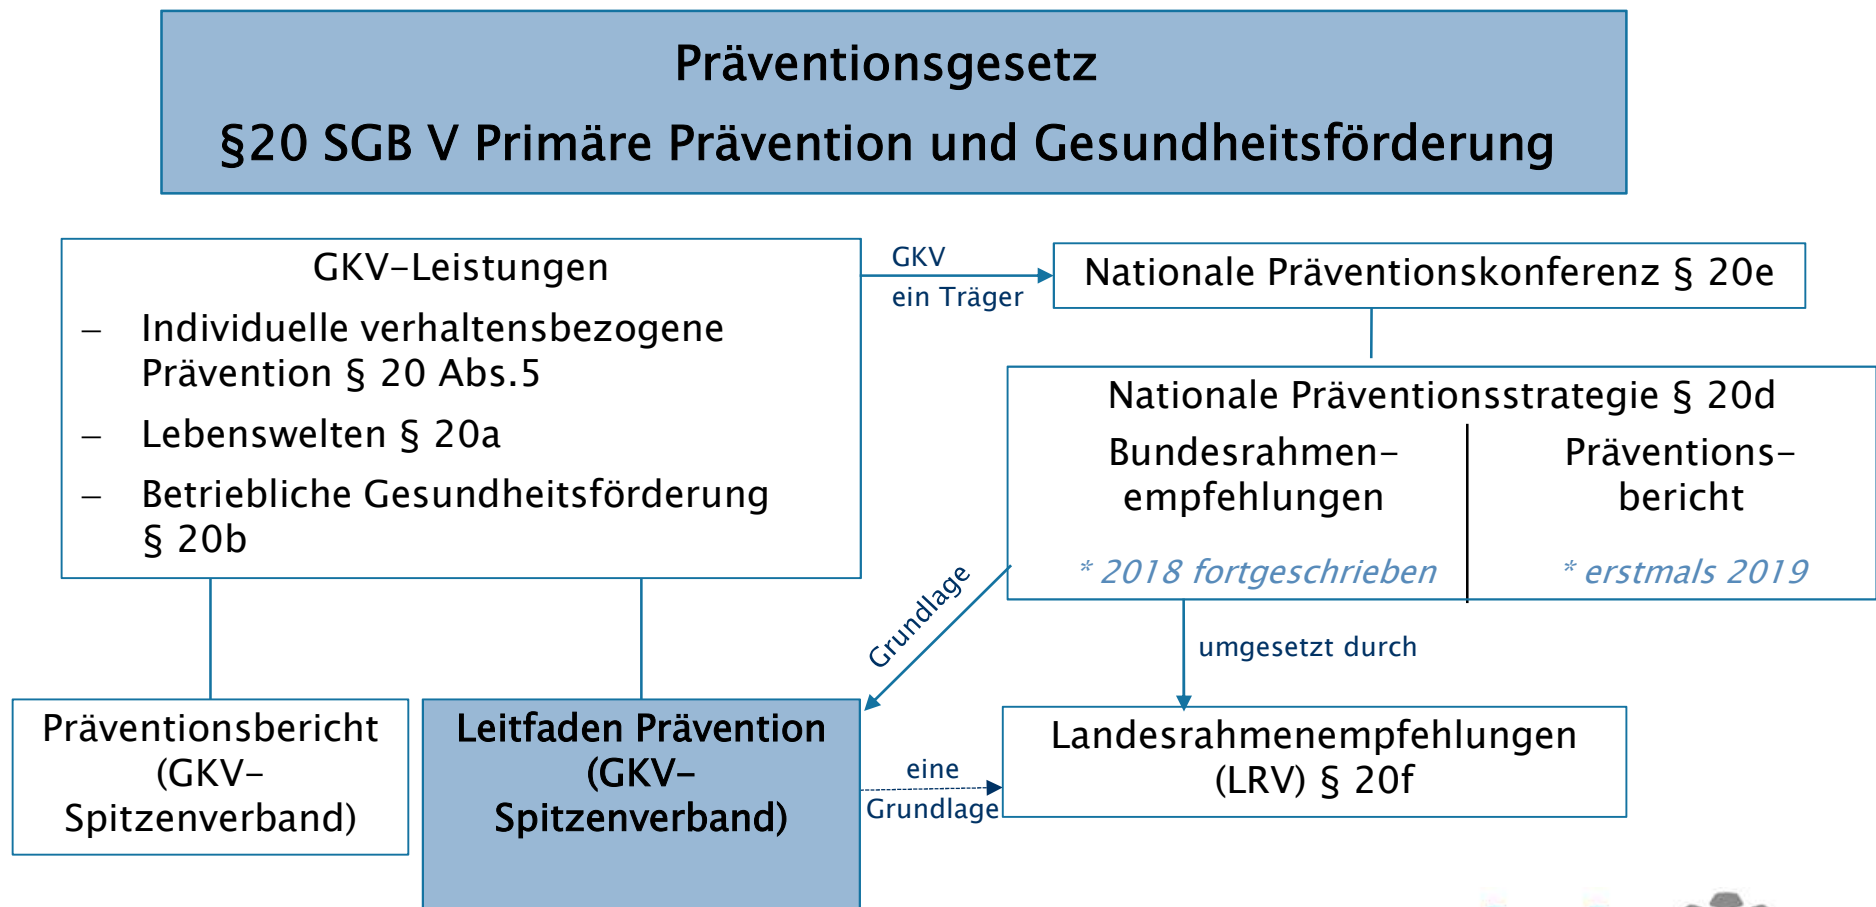 Präventionsgesetz
§20 SGB V Primäre Prävention und Gesundheitsförderung
GKV-Leistungen
– Individuelle verhaltensbezogene
Prävention § 20 Abs.5
– Lebenswelten § 20a
– Betriebliche Gesundheitsförderung
§ 20b
GKV
ein Träger
Nationale Präventionskonferenz § 20e
Nationale Präventionsstrategie § 20d
Bundesrahmen-
empfehlungen
* 2018 fortgeschrieben
Präventions-
bericht
* erstmals 2019
Grundlage
umgesetzt durch
Präventionsbericht
(GKV-
Spitzenverband)
Leitfaden Prävention
(GKV-
Spitzenverband)
eine
Grundlage
Landesrahmenempfehlungen
(LRV) § 20f